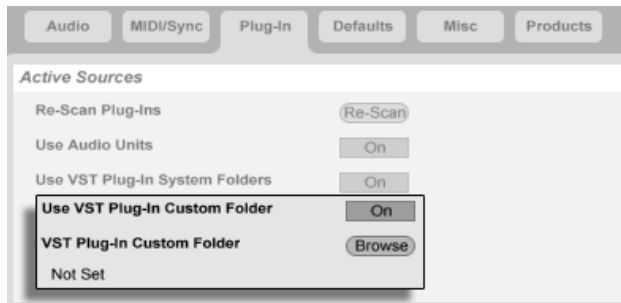 Audio MIDI/Sync Plug-In Defaults Misc Products
Active Sources
Re-Scan Plug-Ins Re-Scan
Use Audio Units On
Use VST Plug-In System Folders On
Use VST Plug-In Custom Folder On
VST Plug-In Custom Folder Browse
Not Set